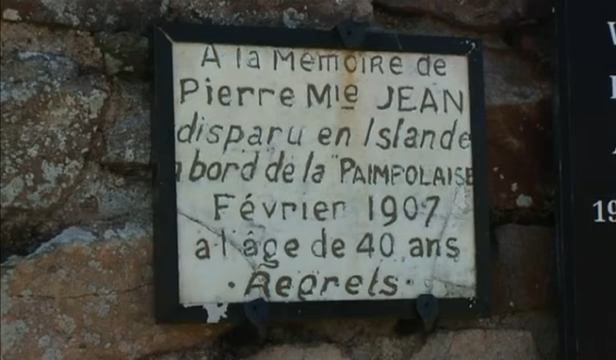 A la Mémoire de
Pierre Mie JEAN
disparu en Islande
a bord de la "PAIMPOLAISE
Février 1907
a l'âge de 40 ans
· Regrets ·
19